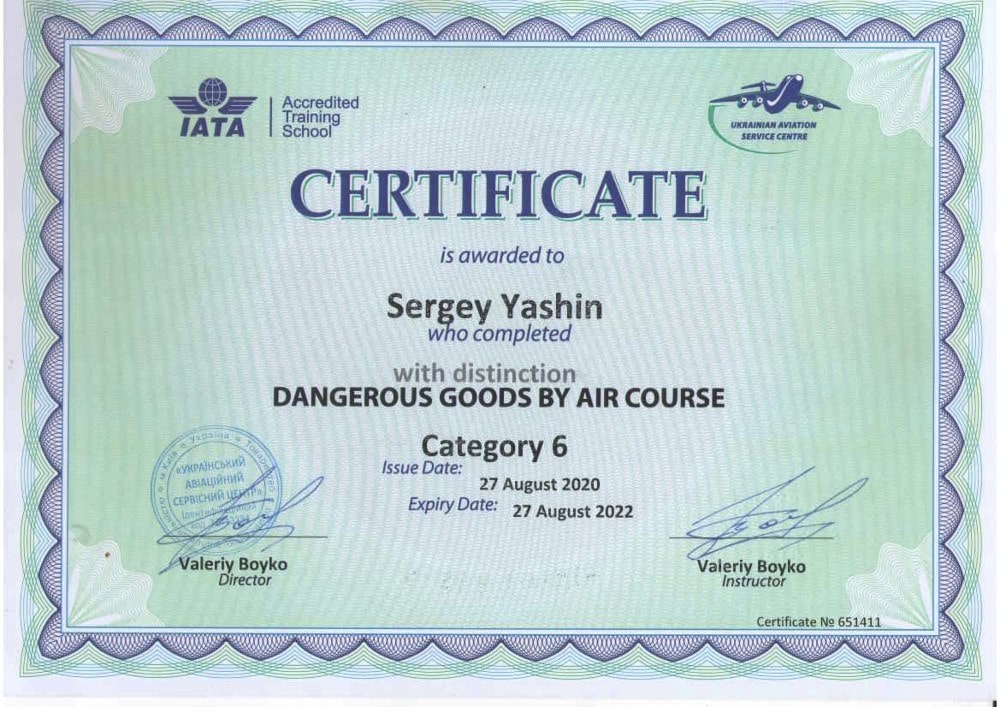 IATA
Accredited
Training
School
UKRAINIAN AVIATION
SERVICE CENTRE
CERTIFICATE
is awarded to
Sergey Yashin
who completed
with distinction
DANGEROUS GOODS BY AIR COURSE
Category 6
Issue Date:
27 August 2020
Expiry Date:
27 August 2022
м. Київ Україна
«УКРАЇНСЬКИЙ
АВІАЦІЙНИЙ
СЕРВІСНИЙ ЦЕНТР»
Valeriy Boyko
Director
Valeriy Boyko
Instructor
Certificate № 651411